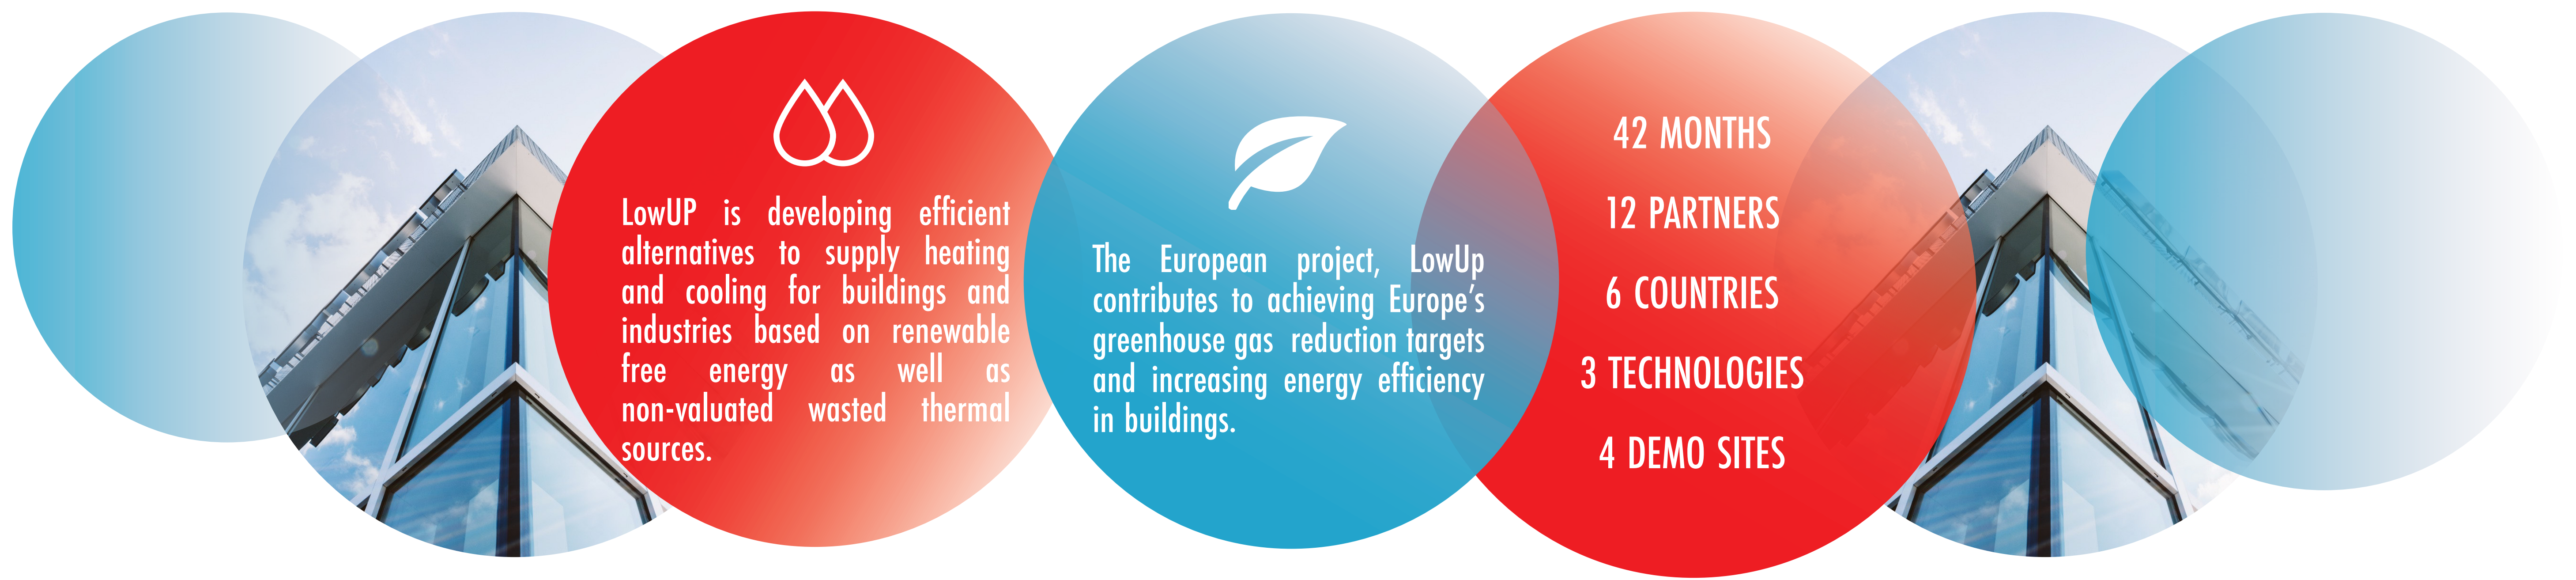 LowUP is developing efficient
alternatives to supply heating
and cooling for buildings and
industries based on renewable
free energy as well as
non-valuated wasted thermal
sources.
The European project, LowUp
contributes to achieving Europe's
greenhouse gas reduction targets
and increasing energy efficiency
in buildings.
42 MONTHS
12 PARTNERS
6 COUNTRIES
3 TECHNOLOGIES
4 DEMO SITES